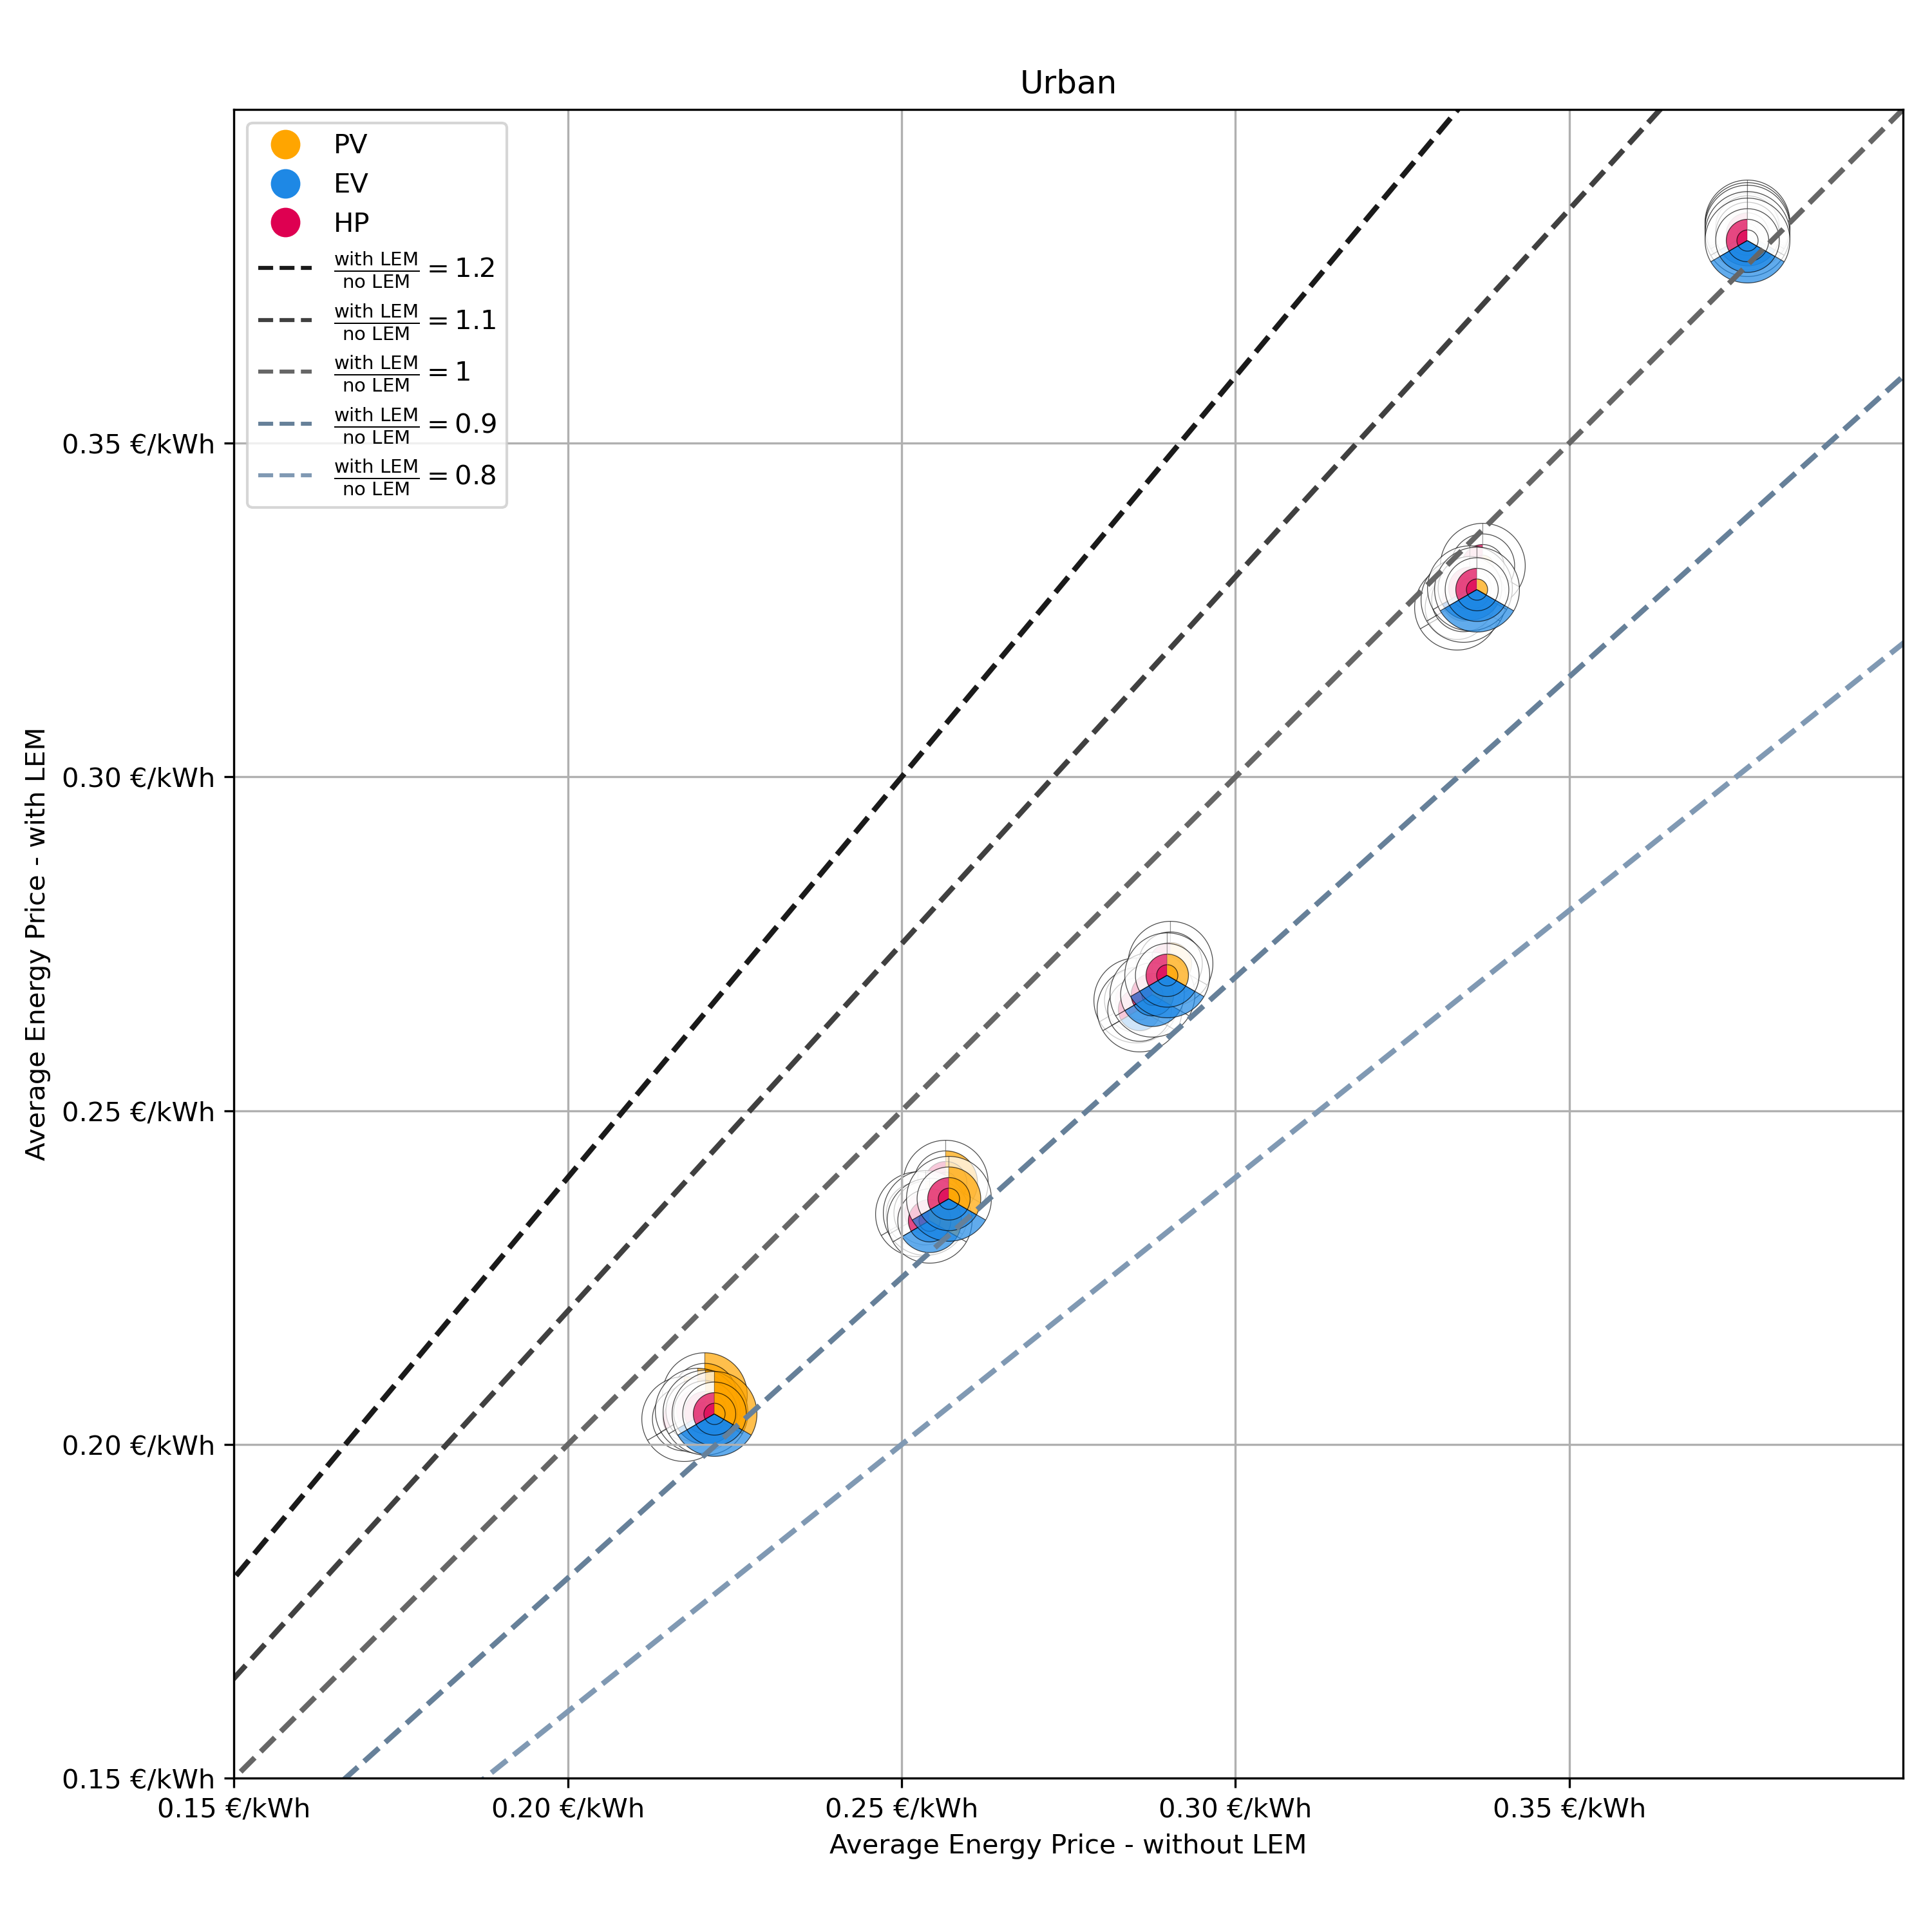 Urban
PV
EV
HP
with LEM
no LEM = 1.2
with LEM
no LEM = 1.1
with LEM
no LEM = 1
with LEM
no LEM = 0.9
with LEM
no LEM = 0.8
Average Energy Price - with LEM
0.35 €/kWh
0.30 €/kWh
0.25 €/kWh
0.20 €/kWh
0.15 €/kWh
0.15 €/kWh 0.20 €/kWh 0.25 €/kWh 0.30 €/kWh 0.35 €/kWh
Average Energy Price - without LEM